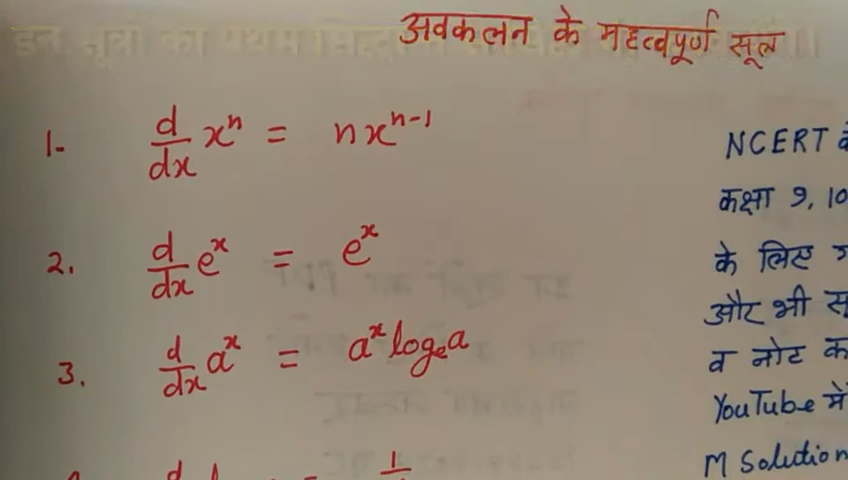 अवकलन के महत्वपूर्ण सूत्र
1- d/dx xⁿ = nxⁿ⁻¹
2. d/dx eˣ = eˣ
3. d/dx aˣ = aˣ logₑa
NCERT
कक्षा 9, 10
के लिए
और भी
व नोट
YouTube में
M Solution